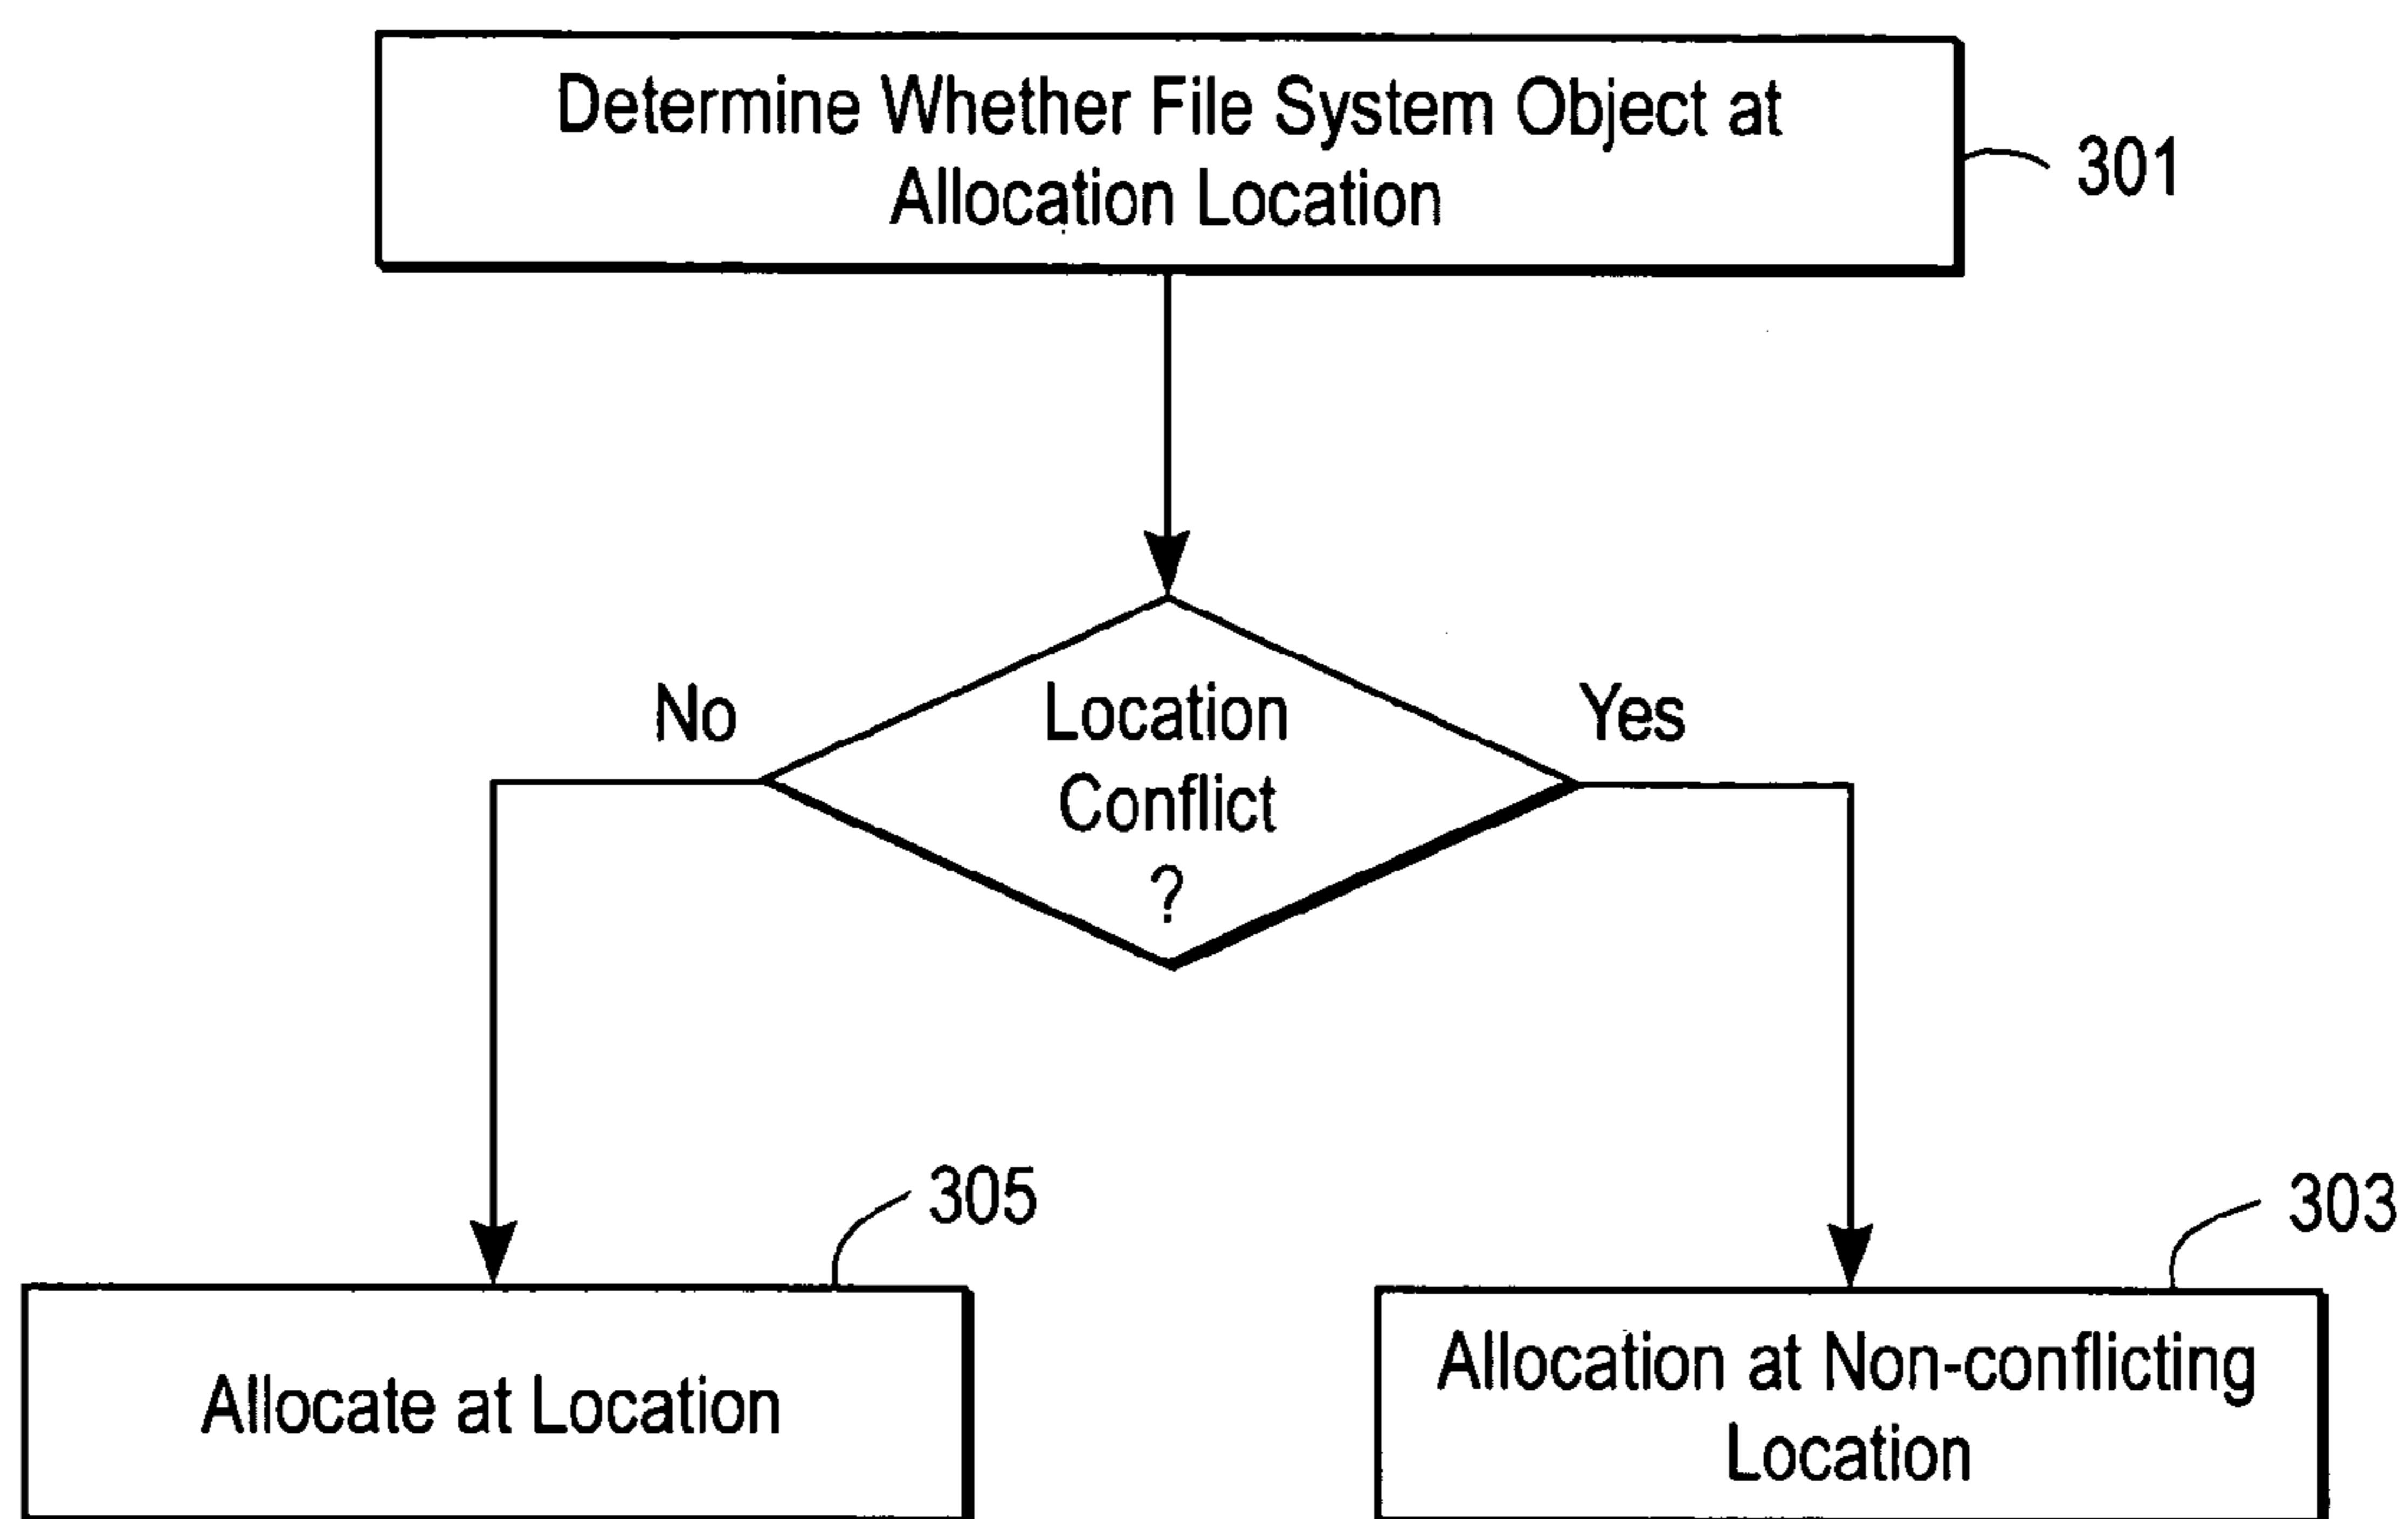 Determine Whether File System Object at
Allocation Location
301
No
Location
Conflict
?
Yes
305
303
Allocate at Location
Allocation at Non-conflicting
Location